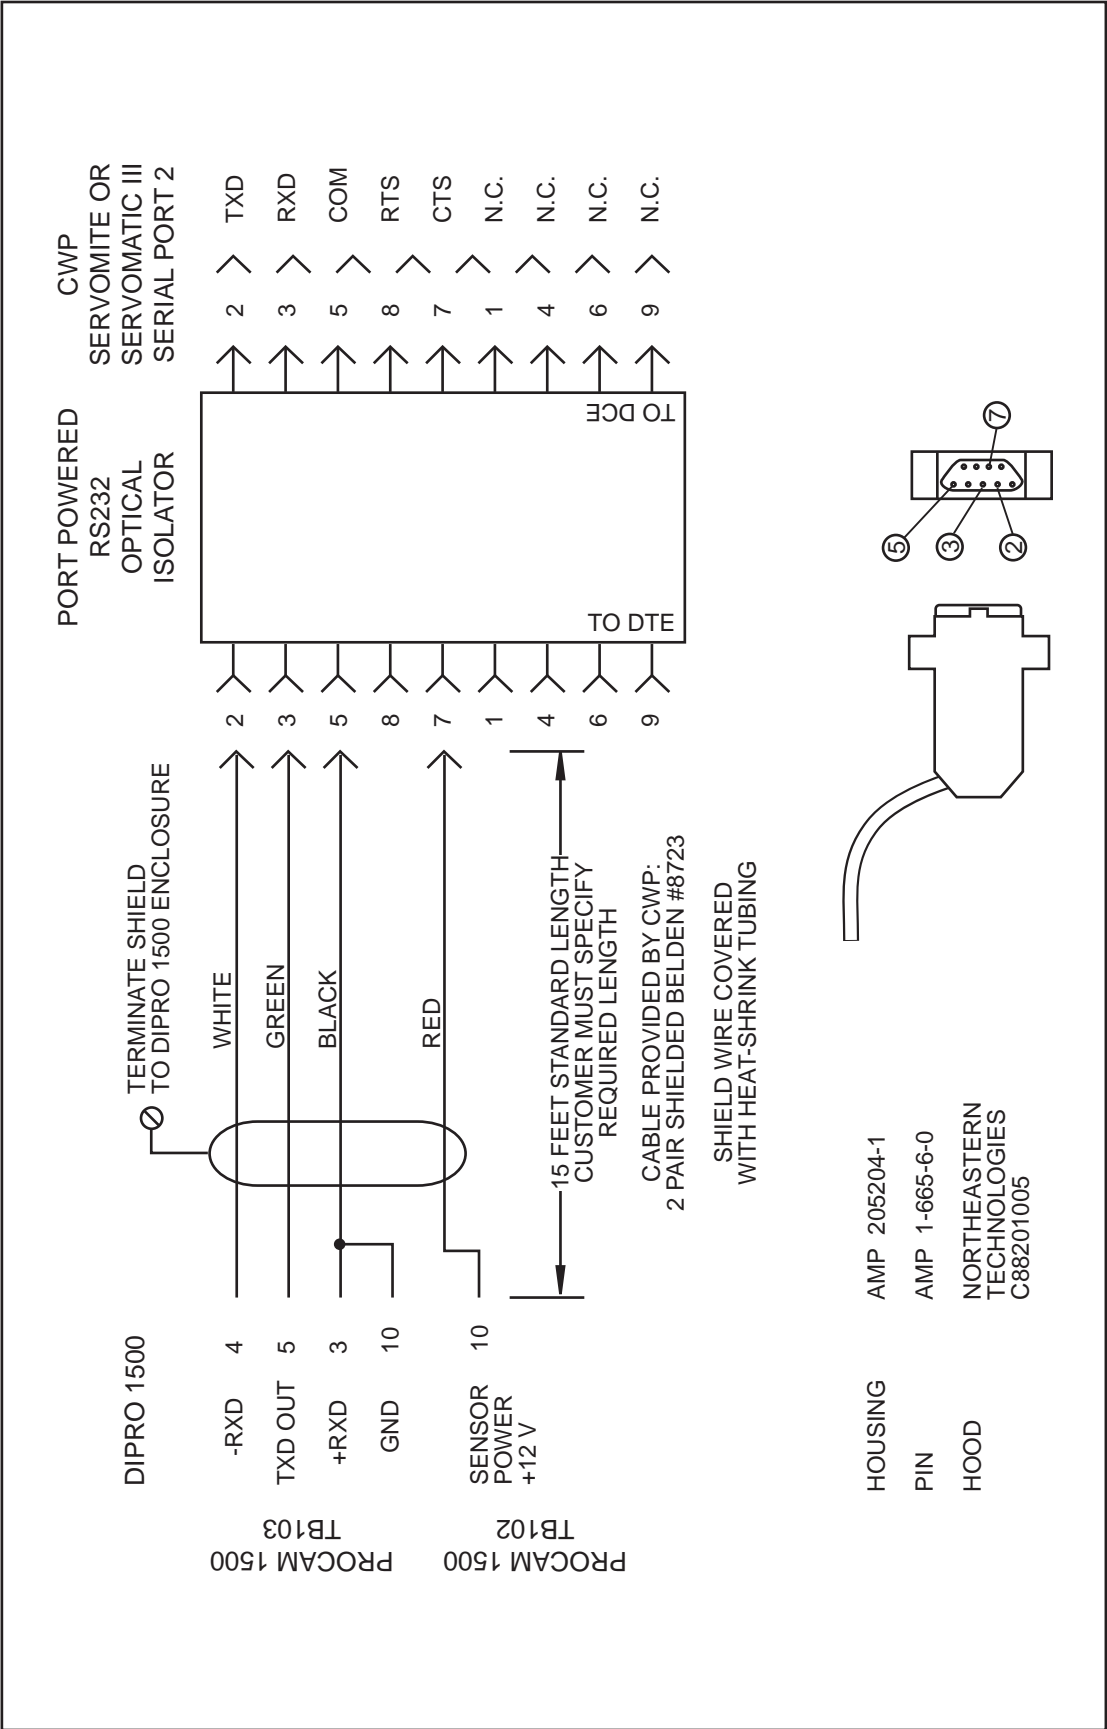 DIPRO 1500
PROCAM 1500
TB103
-RXD 4
TXD OUT 5
+RXD 3
GND 10
PROCAM 1500
TB102
SENSOR
POWER
+12 V
10
TERMINATE SHIELD
TO DIPRO 1500 ENCLOSURE
WHITE
GREEN
BLACK
RED
15 FEET STANDARD LENGTH
CUSTOMER MUST SPECIFY
REQUIRED LENGTH
CABLE PROVIDED BY CWP:
2 PAIR SHIELDED BELDEN #8723
SHIELD WIRE COVERED
WITH HEAT-SHRINK TUBING
2
3
5
8
7
1
4
6
9
PORT POWERED
RS232
OPTICAL
ISOLATOR
TO DTE
TO DCE
CWP
SERVOMITE OR
SERVOMATIC III
SERIAL PORT 2
2 TXD
3 RXD
5 COM
8 RTS
7 CTS
1 N.C.
4 N.C.
6 N.C.
9 N.C.
HOUSING AMP 205204-1
PIN AMP 1-665-6-0
HOOD NORTHEASTERN
TECHNOLOGIES
C88201005
5
3
2
7